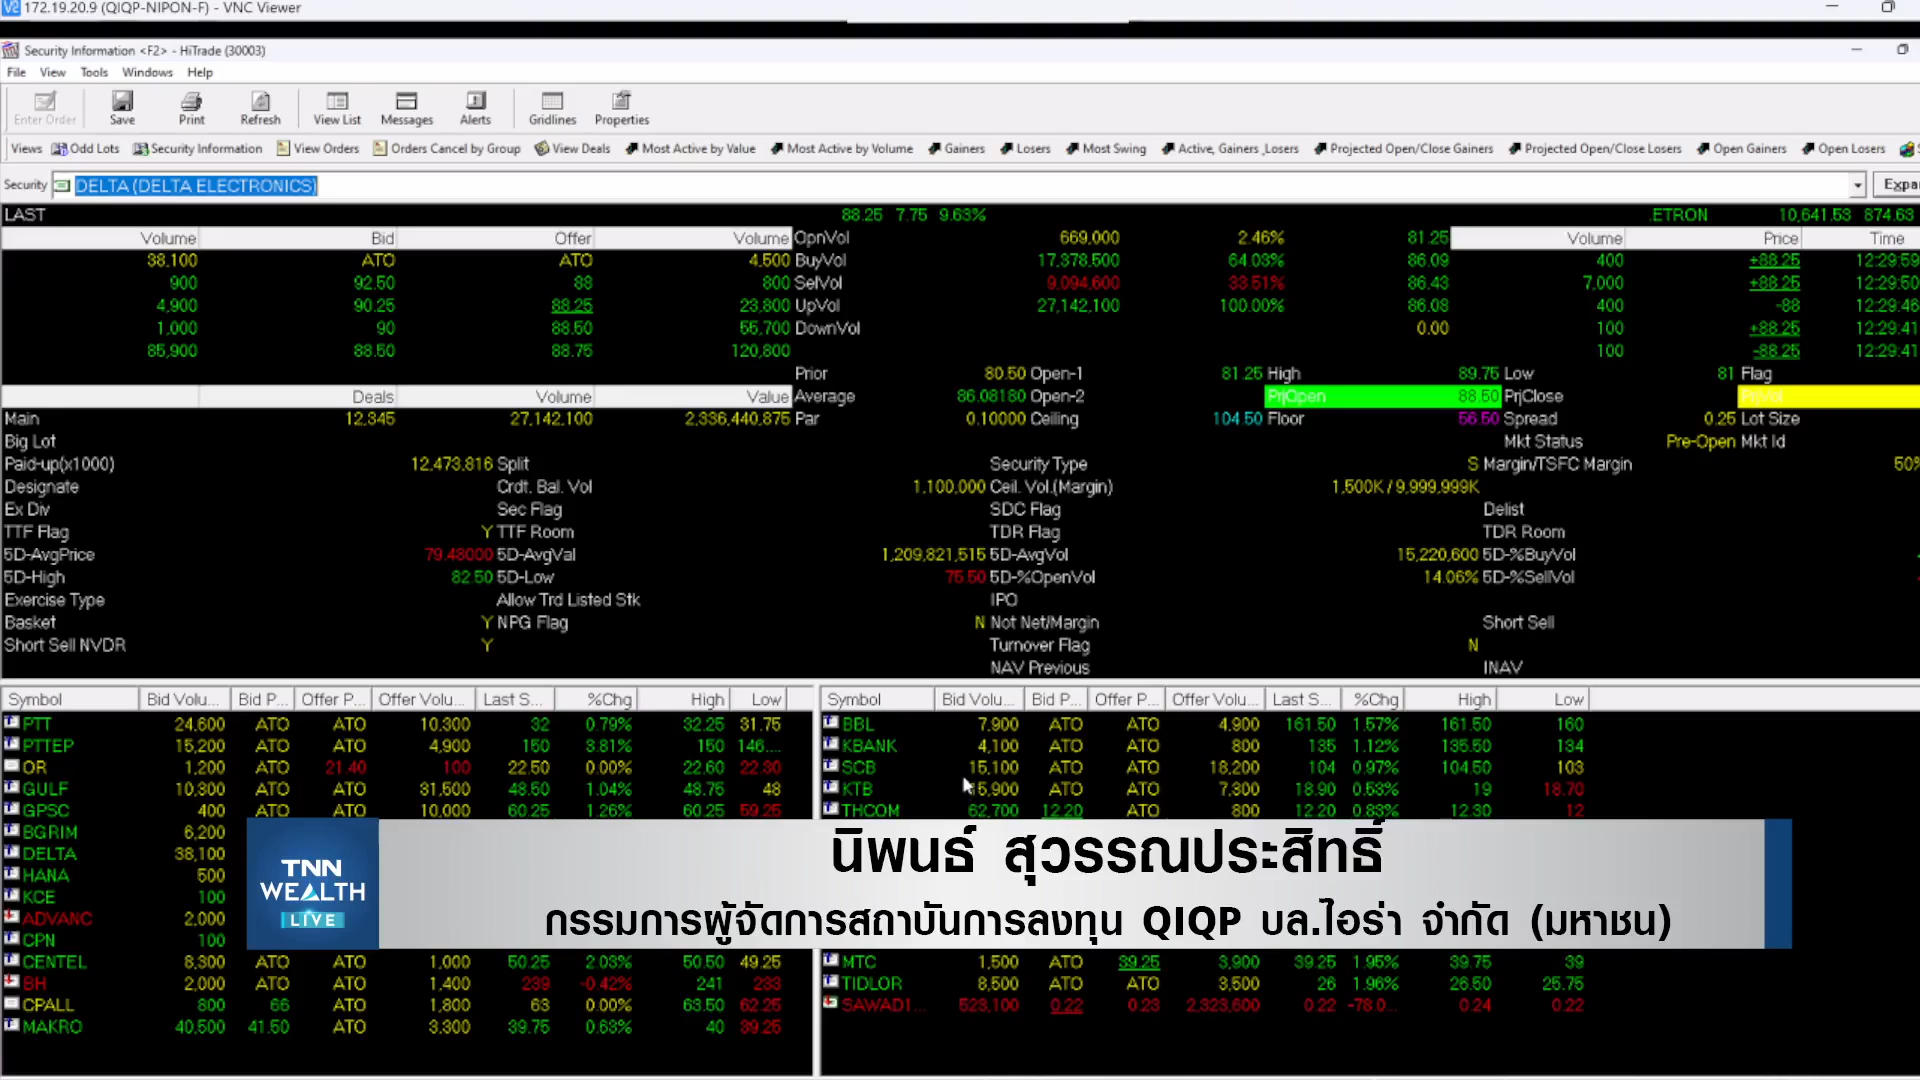 172.19.20.9 (QIQP-NIPON-F) - VNC Viewer
Security Information <F2> - HiTrade (30003)
File View Tools Windows Help
Enter Order Save Print Refresh View List Messages Alerts Gridlines Properties
Views Odd Lots Security Information View Orders Orders Cancel by Group View Deals Most Active by Value Most Active by Volume Gainers Losers Most Swing Active, Gainers ,Losers Projected Open/Close Gainers Projected Open/Close Losers Open Gainers Open Losers
Security DELTA (DELTA ELECTRONICS) Expa
LAST 88.25 7.75 9.63% .ETRON 10,641.53 874.63
Volume Bid Offer Volume OpnVol 669,000 2.46% 81.25 Volume Price Time
38,100 ATO ATO 4,500 BuyVol 17,378,500 64.03% 86.09 400 +88.25 12:29:59
900 92.50 88 800 SelVol 9,094,600 33.51% 86.43 7,000 +88.25 12:29:50
4,900 90.25 88.25 23,800 UpVol 27,142,100 100.00% 86.08 400 -88 12:29:46
1,000 90 88.50 55,700 DownVol 0.00 100 +88.25 12:29:41
85,900 88.50 88.75 120,800 100 -88.25 12:29:41
Prior 80.50 Open-1 81.25 High 89.75 Low 81 Flag
Deals Volume Value Average 86.08180 Open-2 PrjOpen 88.50 PrjClose PrjVol
Main 12,345 27,142,100 2,336,440,875 Par 0.10000 Ceiling 104.50 Floor 56.50 Spread 0.25 Lot Size
Big Lot Mkt Status Pre-Open Mkt Id
Paid-up(x1000) 12,473,816 Split Security Type S Margin/TSFC Margin 50%
Designate Crdt. Bal. Vol 1,100,000 Ceil. Vol.(Margin) 1,500K / 9,999,999K
Ex Div Sec Flag SDC Flag Delist
TTF Flag Y TTF Room TDR Flag TDR Room
5D-AvgPrice 79.48000 5D-AvgVal 1,209,821,515 5D-AvgVol 15,220,600 5D-%BuyVol
5D-High 82.50 5D-Low 75.50 5D-%OpenVol 14.06% 5D-%SellVol
Exercise Type Allow Trd Listed Stk IPO
Basket Y NPG Flag N Not Net/Margin Short Sell
Short Sell NVDR Y Turnover Flag N
NAV Previous INAV
Symbol Bid Volu... Bid P... Offer P... Offer Volu... Last S... %Chg High Low
PTT 24,600 ATO ATO 10,300 32 0.79% 32.25 31.75
PTTEP 15,200 ATO ATO 4,900 150 3.81% 150 146....
OR 1,200 ATO 21.40 100 22.50 0.00% 22.60 22.30
GULF 10,300 ATO ATO 31,500 48.50 1.04% 48.75 48
GPSC 400 ATO ATO 10,000 60.25 1.26% 60.25 59.25
BGRIM 6,200
DELTA 38,100
HANA 500
KCE 100
ADVANC 2,000
CPN 100
CENTEL 8,300 ATO ATO 1,000 50.25 2.03% 50.50 49.25
BH 2,000 ATO ATO 1,400 239 -0.42% 241 233
CPALL 800 66 ATO 1,800 63 0.00% 63.50 62.25
MAKRO 40,500 41.50 ATO 3,300 39.75 0.63% 40 39.25
Symbol Bid Volu... Bid P... Offer P... Offer Volu... Last S... %Chg High Low
BBL 7,900 ATO ATO 4,900 161.50 1.57% 161.50 160
KBANK 4,100 ATO ATO 800 135 1.12% 135.50 134
SCB 15,100 ATO ATO 18,200 104 0.97% 104.50 103
KTB 5,900 ATO ATO 7,300 18.90 0.53% 19 18.70
THCOM 62,700 12.20 ATO 800 12.20 0.83% 12.30 12
MTC 1,500 ATO 39.25 3,900 39.25 1.95% 39.75 39
TIDLOR 8,500 ATO ATO 3,500 26 1.96% 26.50 25.75
SAWAD1... 523,100 0.22 0.23 2,323,600 0.22 -78.0... 0.24 0.22
TNN
WEALTH
LIVE
นิพนธ์ สุวรรณประสิทธิ์
กรรมการผู้จัดการสถาบันการลงทุน QIQP บล.ไอร่า จำกัด (มหาชน)